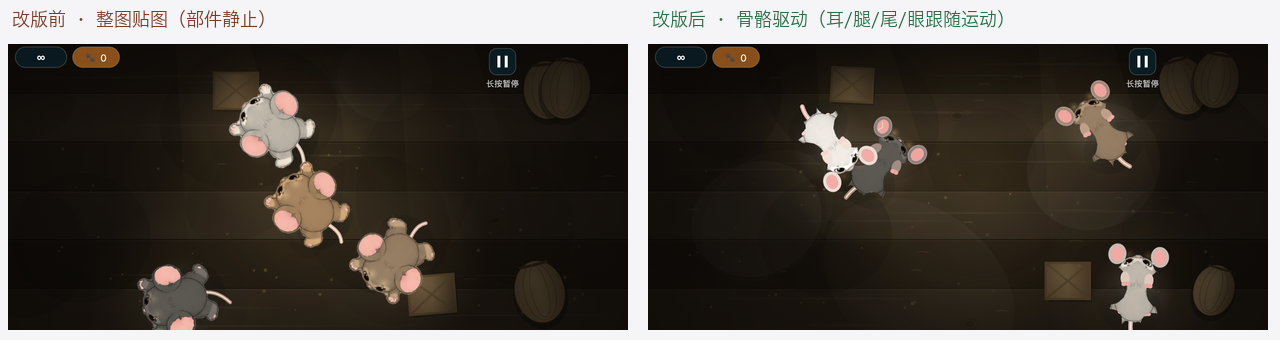 改版前 · 整图贴图（部件静止）
∞ 0
长按暂停
改版后 · 骨骼驱动（耳/腿/尾/眼跟随运动）
∞ 0
长按暂停